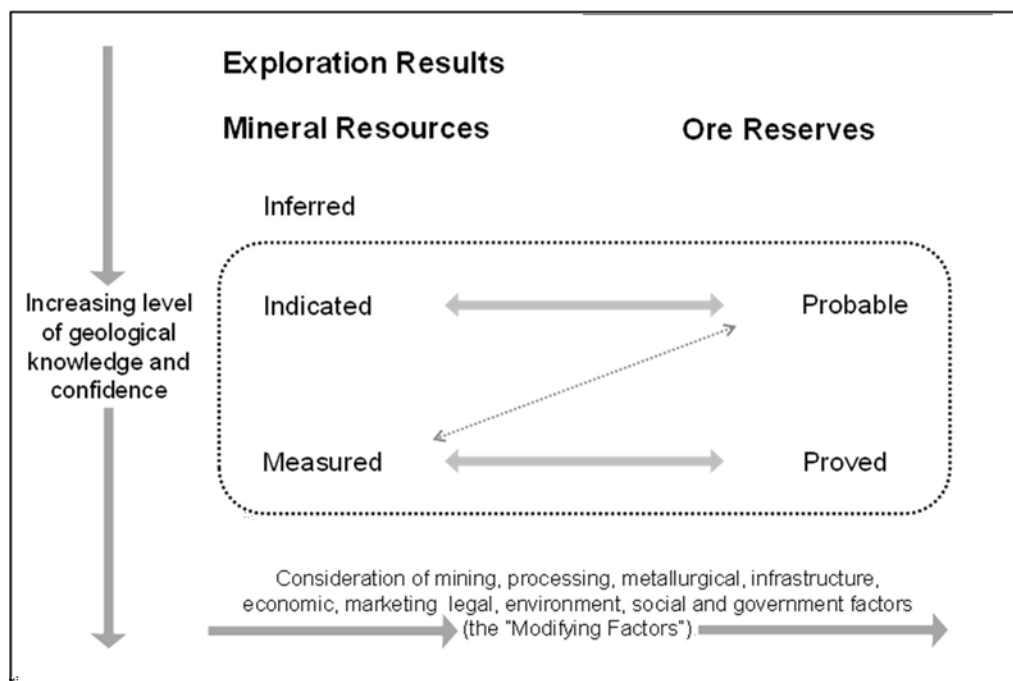 Exploration Results
Mineral Resources
Ore Reserves
Inferred
Indicated
Probable
Increasing level
of geological
knowledge and
confidence
Measured
Proved
Consideration of mining, processing, metallurgical, infrastructure,
economic, marketing legal, environment, social and government factors
(the "Modifying Factors")